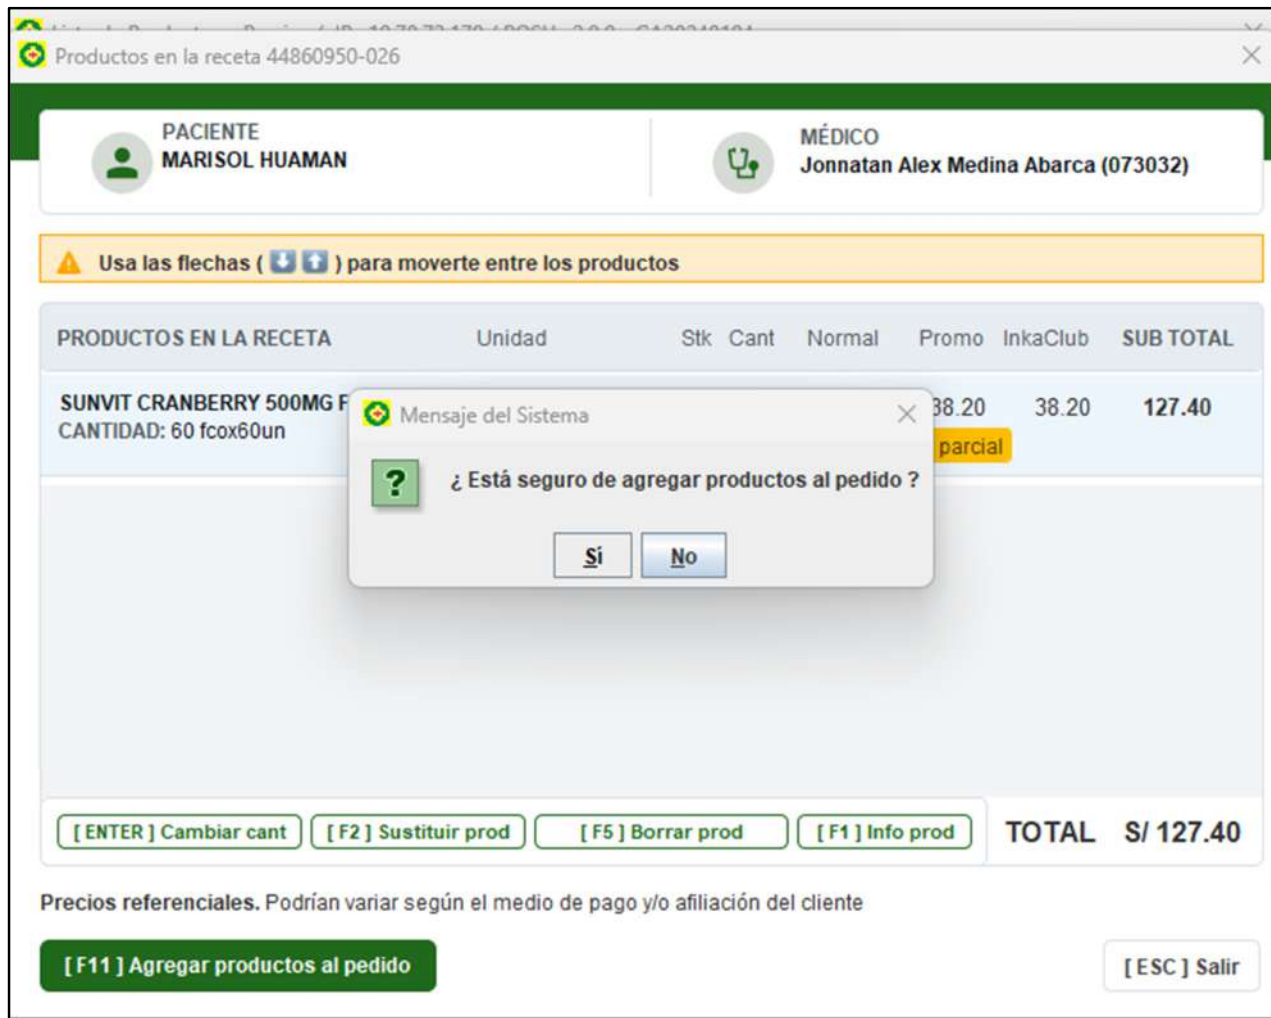 Productos en la receta 44860950-026
PACIENTE
MARISOL HUAMAN
MÉDICO
Jonnatan Alex Medina Abarca (073032)
Usa las flechas ( ⬇ ⬆ ) para moverte entre los productos
PRODUCTOS EN LA RECETA Unidad Stk Cant Normal Promo InkaClub SUB TOTAL
SUNVIT CRANBERRY 500MG 38.20 38.20 127.40
CANTIDAD: 60 fcox60un
parcial
Mensaje del Sistema
¿ Está seguro de agregar productos al pedido ?
Sí No
[ ENTER ] Cambiar cant [ F2 ] Sustituir prod [ F5 ] Borrar prod [ F1 ] Info prod TOTAL S/ 127.40
Precios referenciales. Podrían variar según el medio de pago y/o afiliación del cliente
[ F11 ] Agregar productos al pedido [ ESC ] Salir